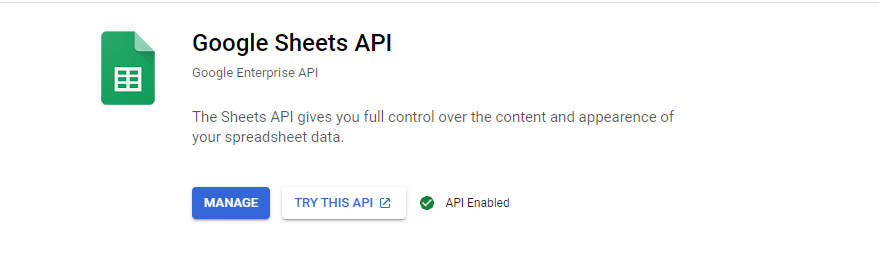 Google Sheets API
Google Enterprise API
The Sheets API gives you full control over the content and appearence of
your spreadsheet data.
MANAGE
TRY THIS API
API Enabled